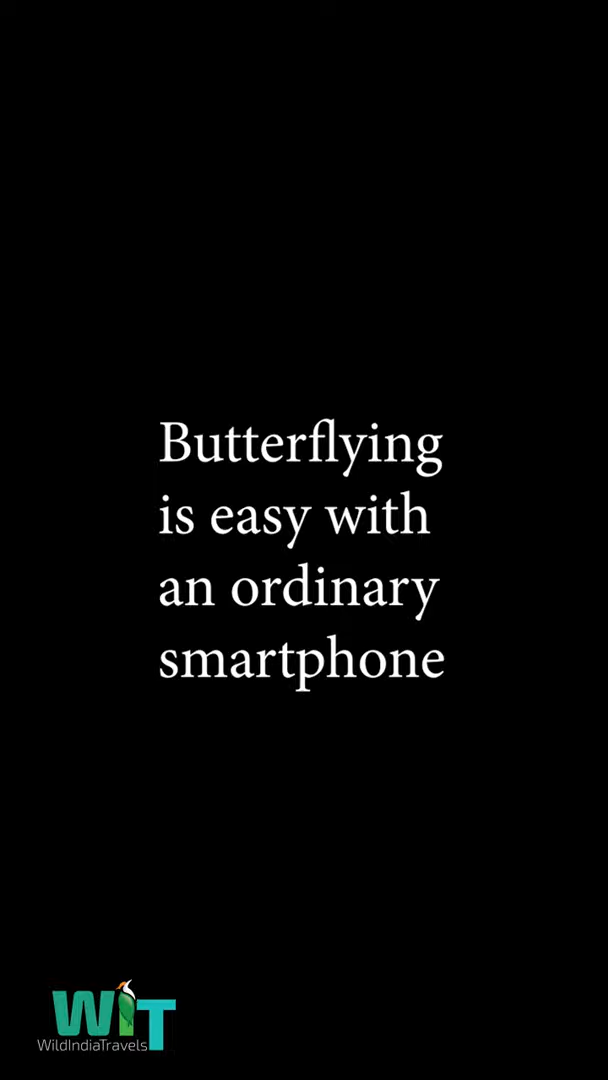 Butterflying
is easy with
an ordinary
smartphone
WiT
WildIndiaTravels